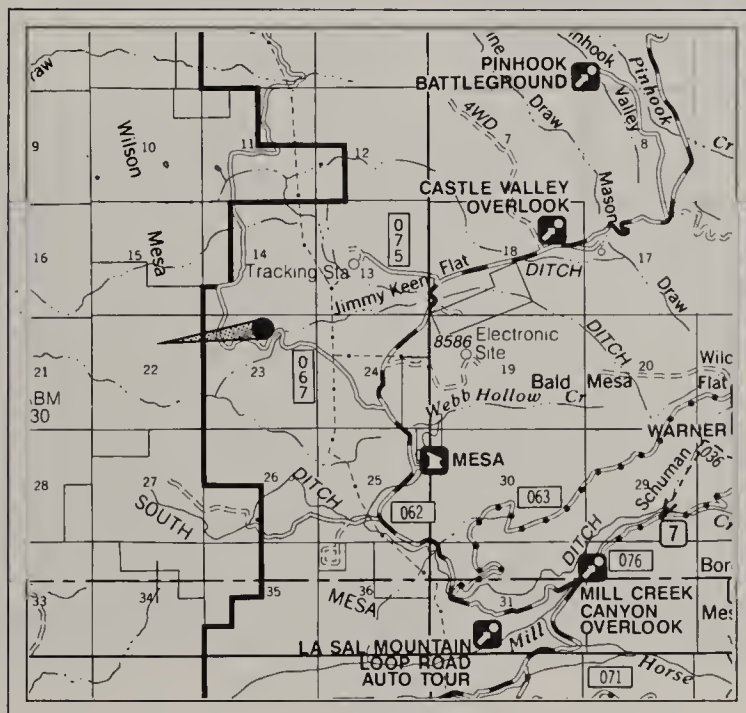 PINHOOK
BATTLEGROUND
Pinhook
Valley
Draw
4WD
7
8
Cr
9
Wilson
10
11
12
CASTLE VALLEY
OVERLOOK
Mason
Draw
16
Mesa
15
14
Tracking Sta
13
075
Jimmy Keen Flat
18
DITCH
17
8586
Electronic
Site
DITCH
21
22
23
067
24
19
Bald Mesa
20
Flat
BM
30
Webb Hollow Cr
WARNER
MESA
Schuman
036
28
27
26
DITCH
25
30
063
29
SOUTH
062
DITCH
7
076
33
34
35
36
MESA
31
MILL CREEK
CANYON
OVERLOOK
LA SAL MOUNTAIN
LOOP ROAD
AUTO TOUR
Mill
Horse
071